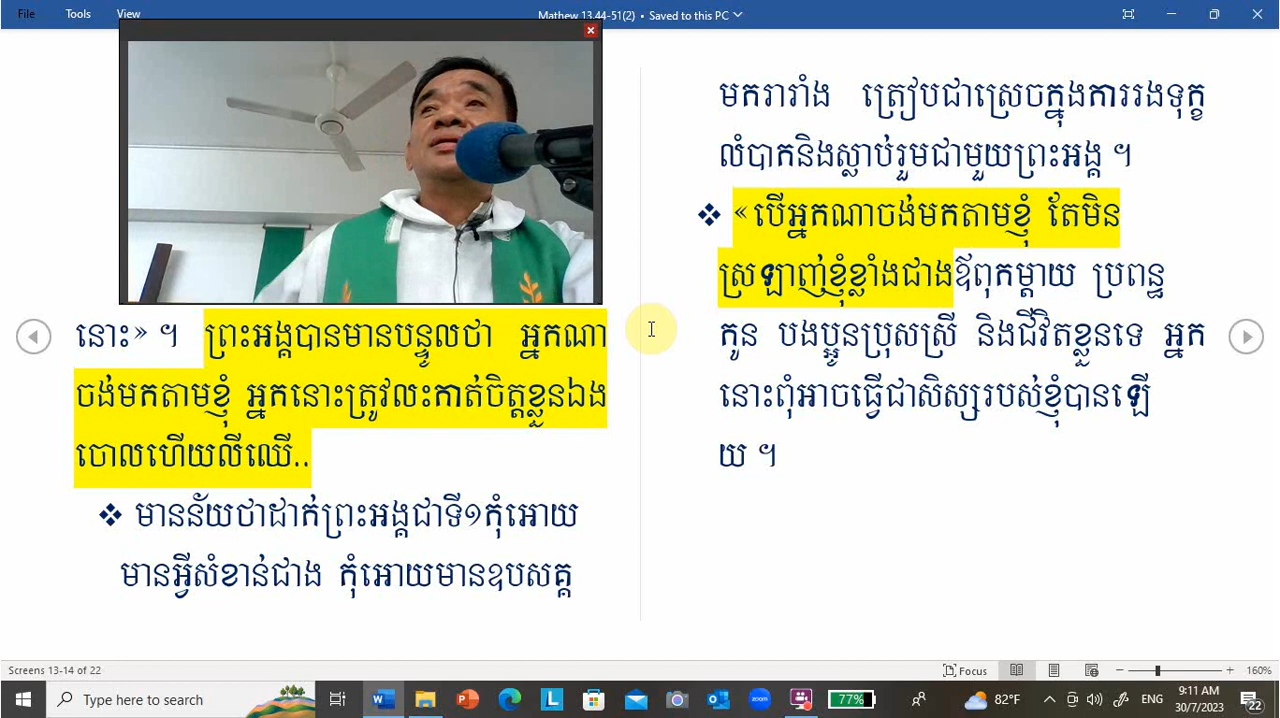 File Tools View
Mathew 13.44-51(2) • Saved to this PC
នោះ» ។ ព្រះអង្គបានមានបន្ទូលថា អ្នកណា
ចង់មកតាមខ្ញុំ អ្នកនោះត្រូវលះកាត់ចិត្តខ្លួនឯង
ចោលហើយលីឈើ..
❖ មានន័យថាដាក់ព្រះអង្គជាទី១កុំអោយ
មានអ្វីសំខាន់ជាង កុំអោយមានឧបសគ្គ
មករារាំង ត្រៀបជាស្រេចក្នុងការរងទុក្ខ
លំបាកនិងស្លាប់រួមជាមួយព្រះអង្គ ។
❖ «បើអ្នកណាចង់មកតាមខ្ញុំ តែមិន
ស្រឡាញ់ខ្ញុំខ្លាំងជាងឪពុកម្តាយ ប្រពន្ធ
កូន បងប្អូនប្រុសស្រី និងជីវិតខ្លួនទេ អ្នក
នោះពុំអាចធ្វើជាសិស្សរបស់ខ្ញុំបានឡើ
យ ។
Screens 13-14 of 22
Focus
160%
Type here to search
77%
82°F
ENG
9:11 AM
30/7/2023
22